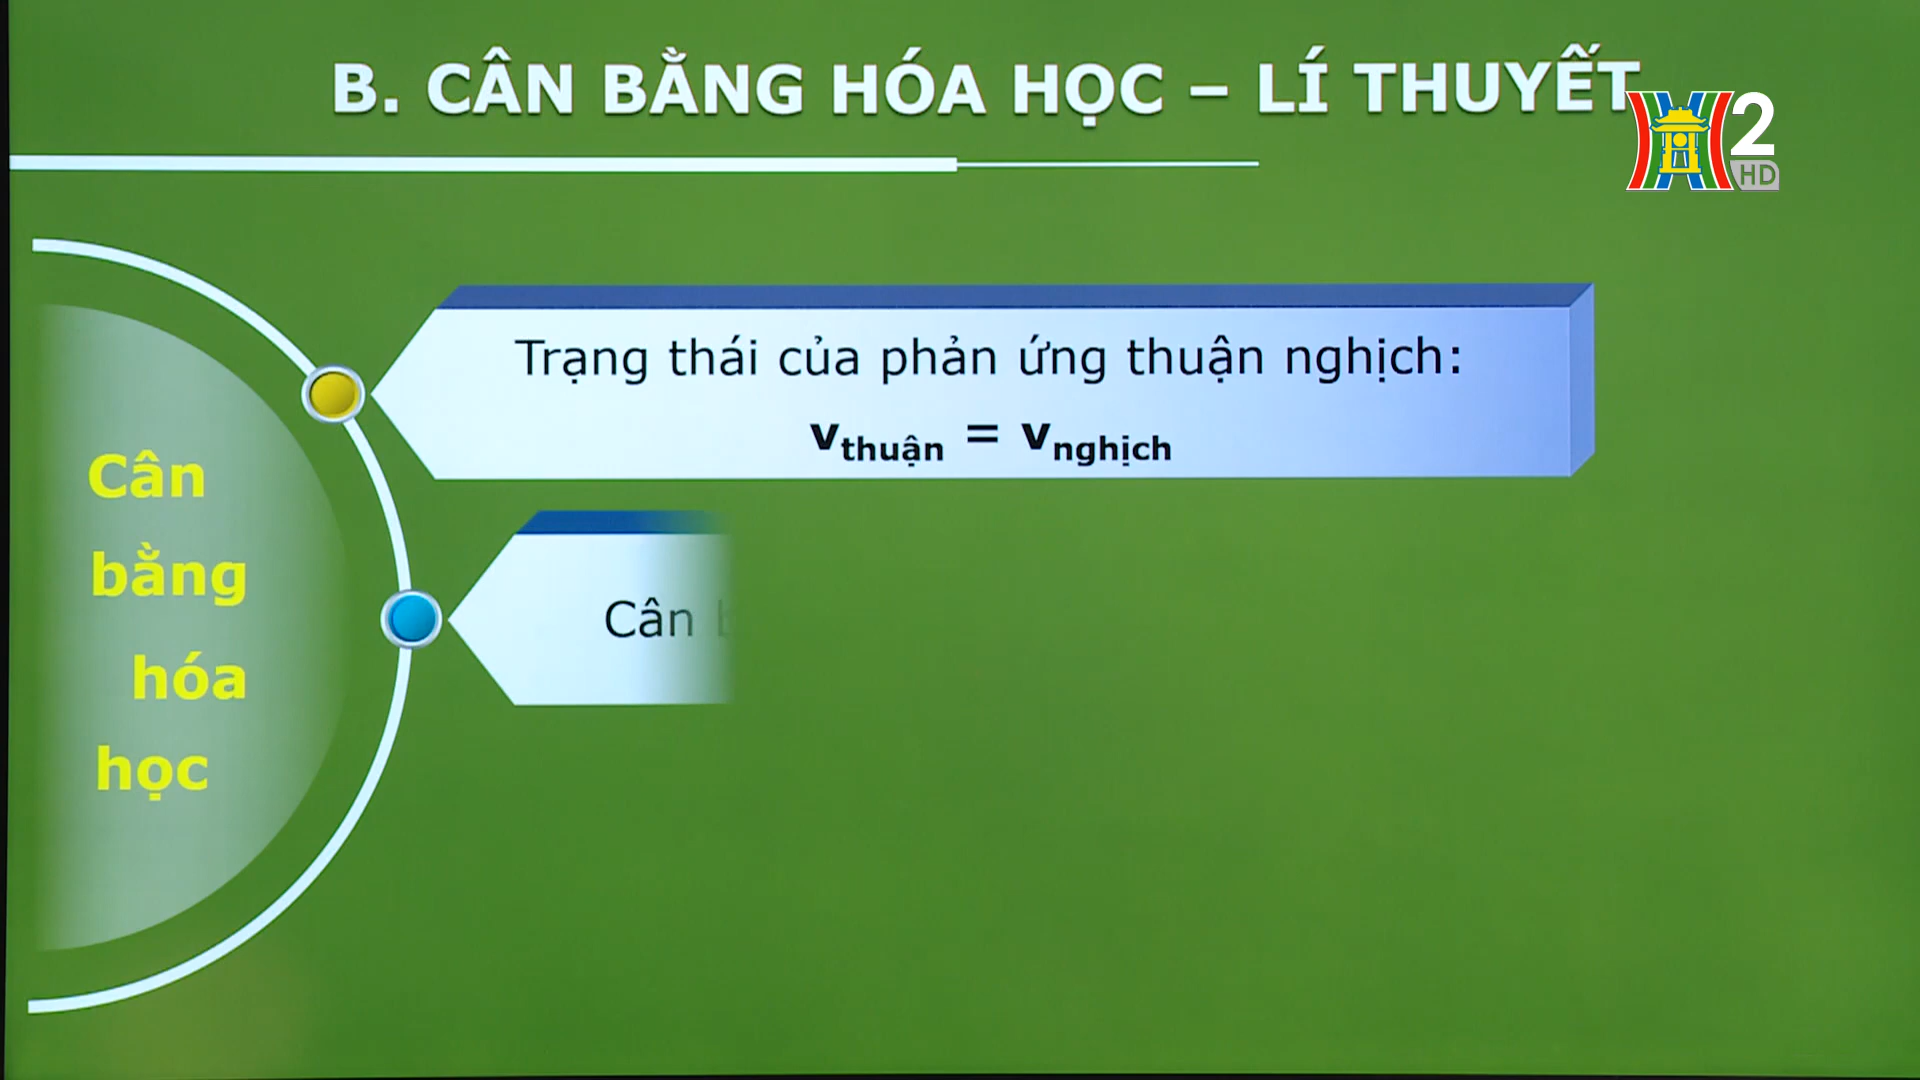 B. CÂN BẰNG HÓA HỌC – LÍ THUYẾT
2
HD
Trạng thái của phản ứng thuận nghịch:
vthuận = vnghịch
Cân
bằng
hóa
học
Cân